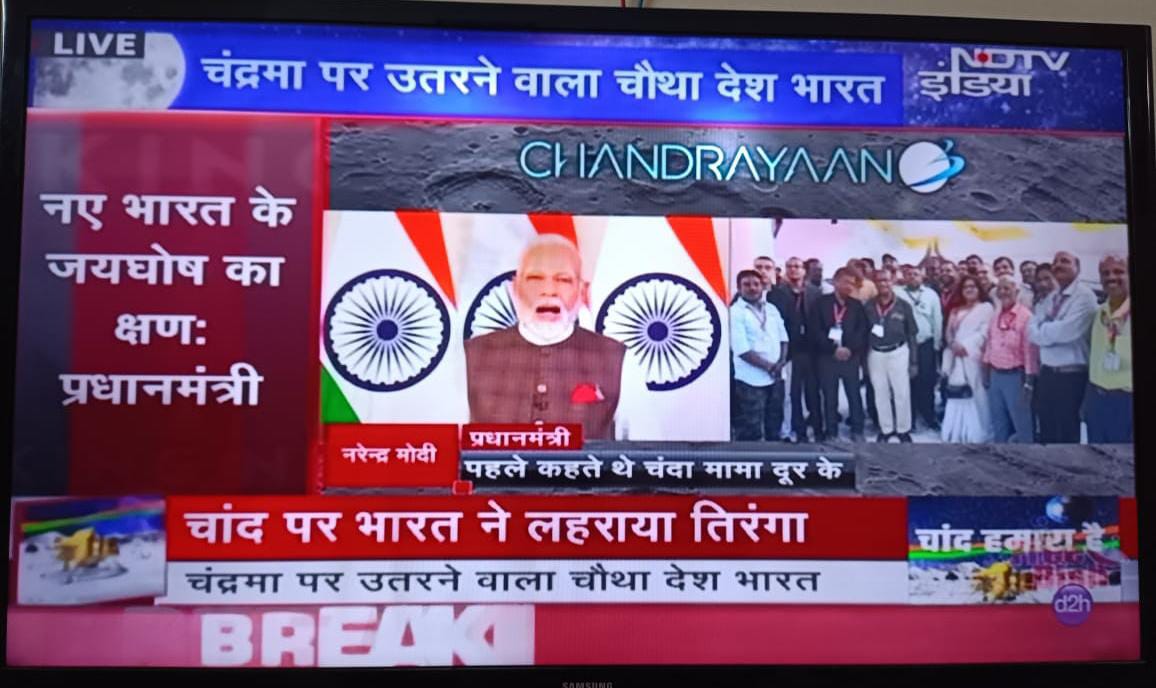 LIVE
चंद्रमा पर उतरने वाला चौथा देश भारत
NDTV
इंडिया
CHANDRAYAAN
नए भारत के
जयघोष का
क्षण:
प्रधानमंत्री
नरेन्द्र मोदी
प्रधानमंत्री
पहले कहते थे चंदा मामा दूर के
चांद पर भारत ने लहराया तिरंगा
चंद्रमा पर उतरने वाला चौथा देश भारत
चांद हमारा है
d2h
BREAKI
SAMSUNG